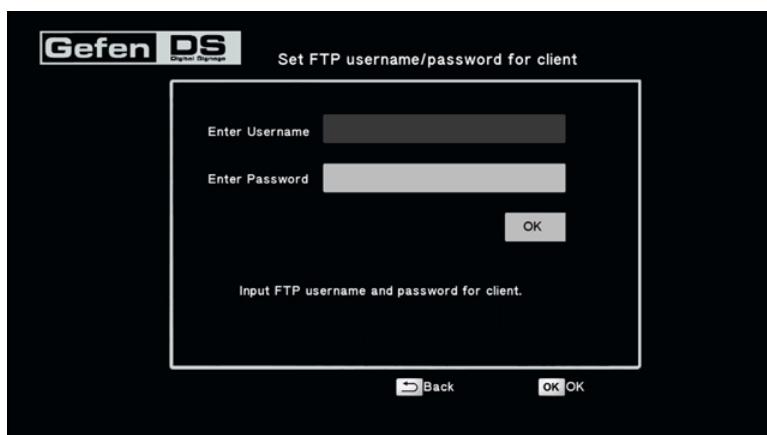 Gefen DS
Digital Signage
Set FTP username/password for client
Enter Username
Enter Password
OK
Input FTP username and password for client.
Back
OK OK